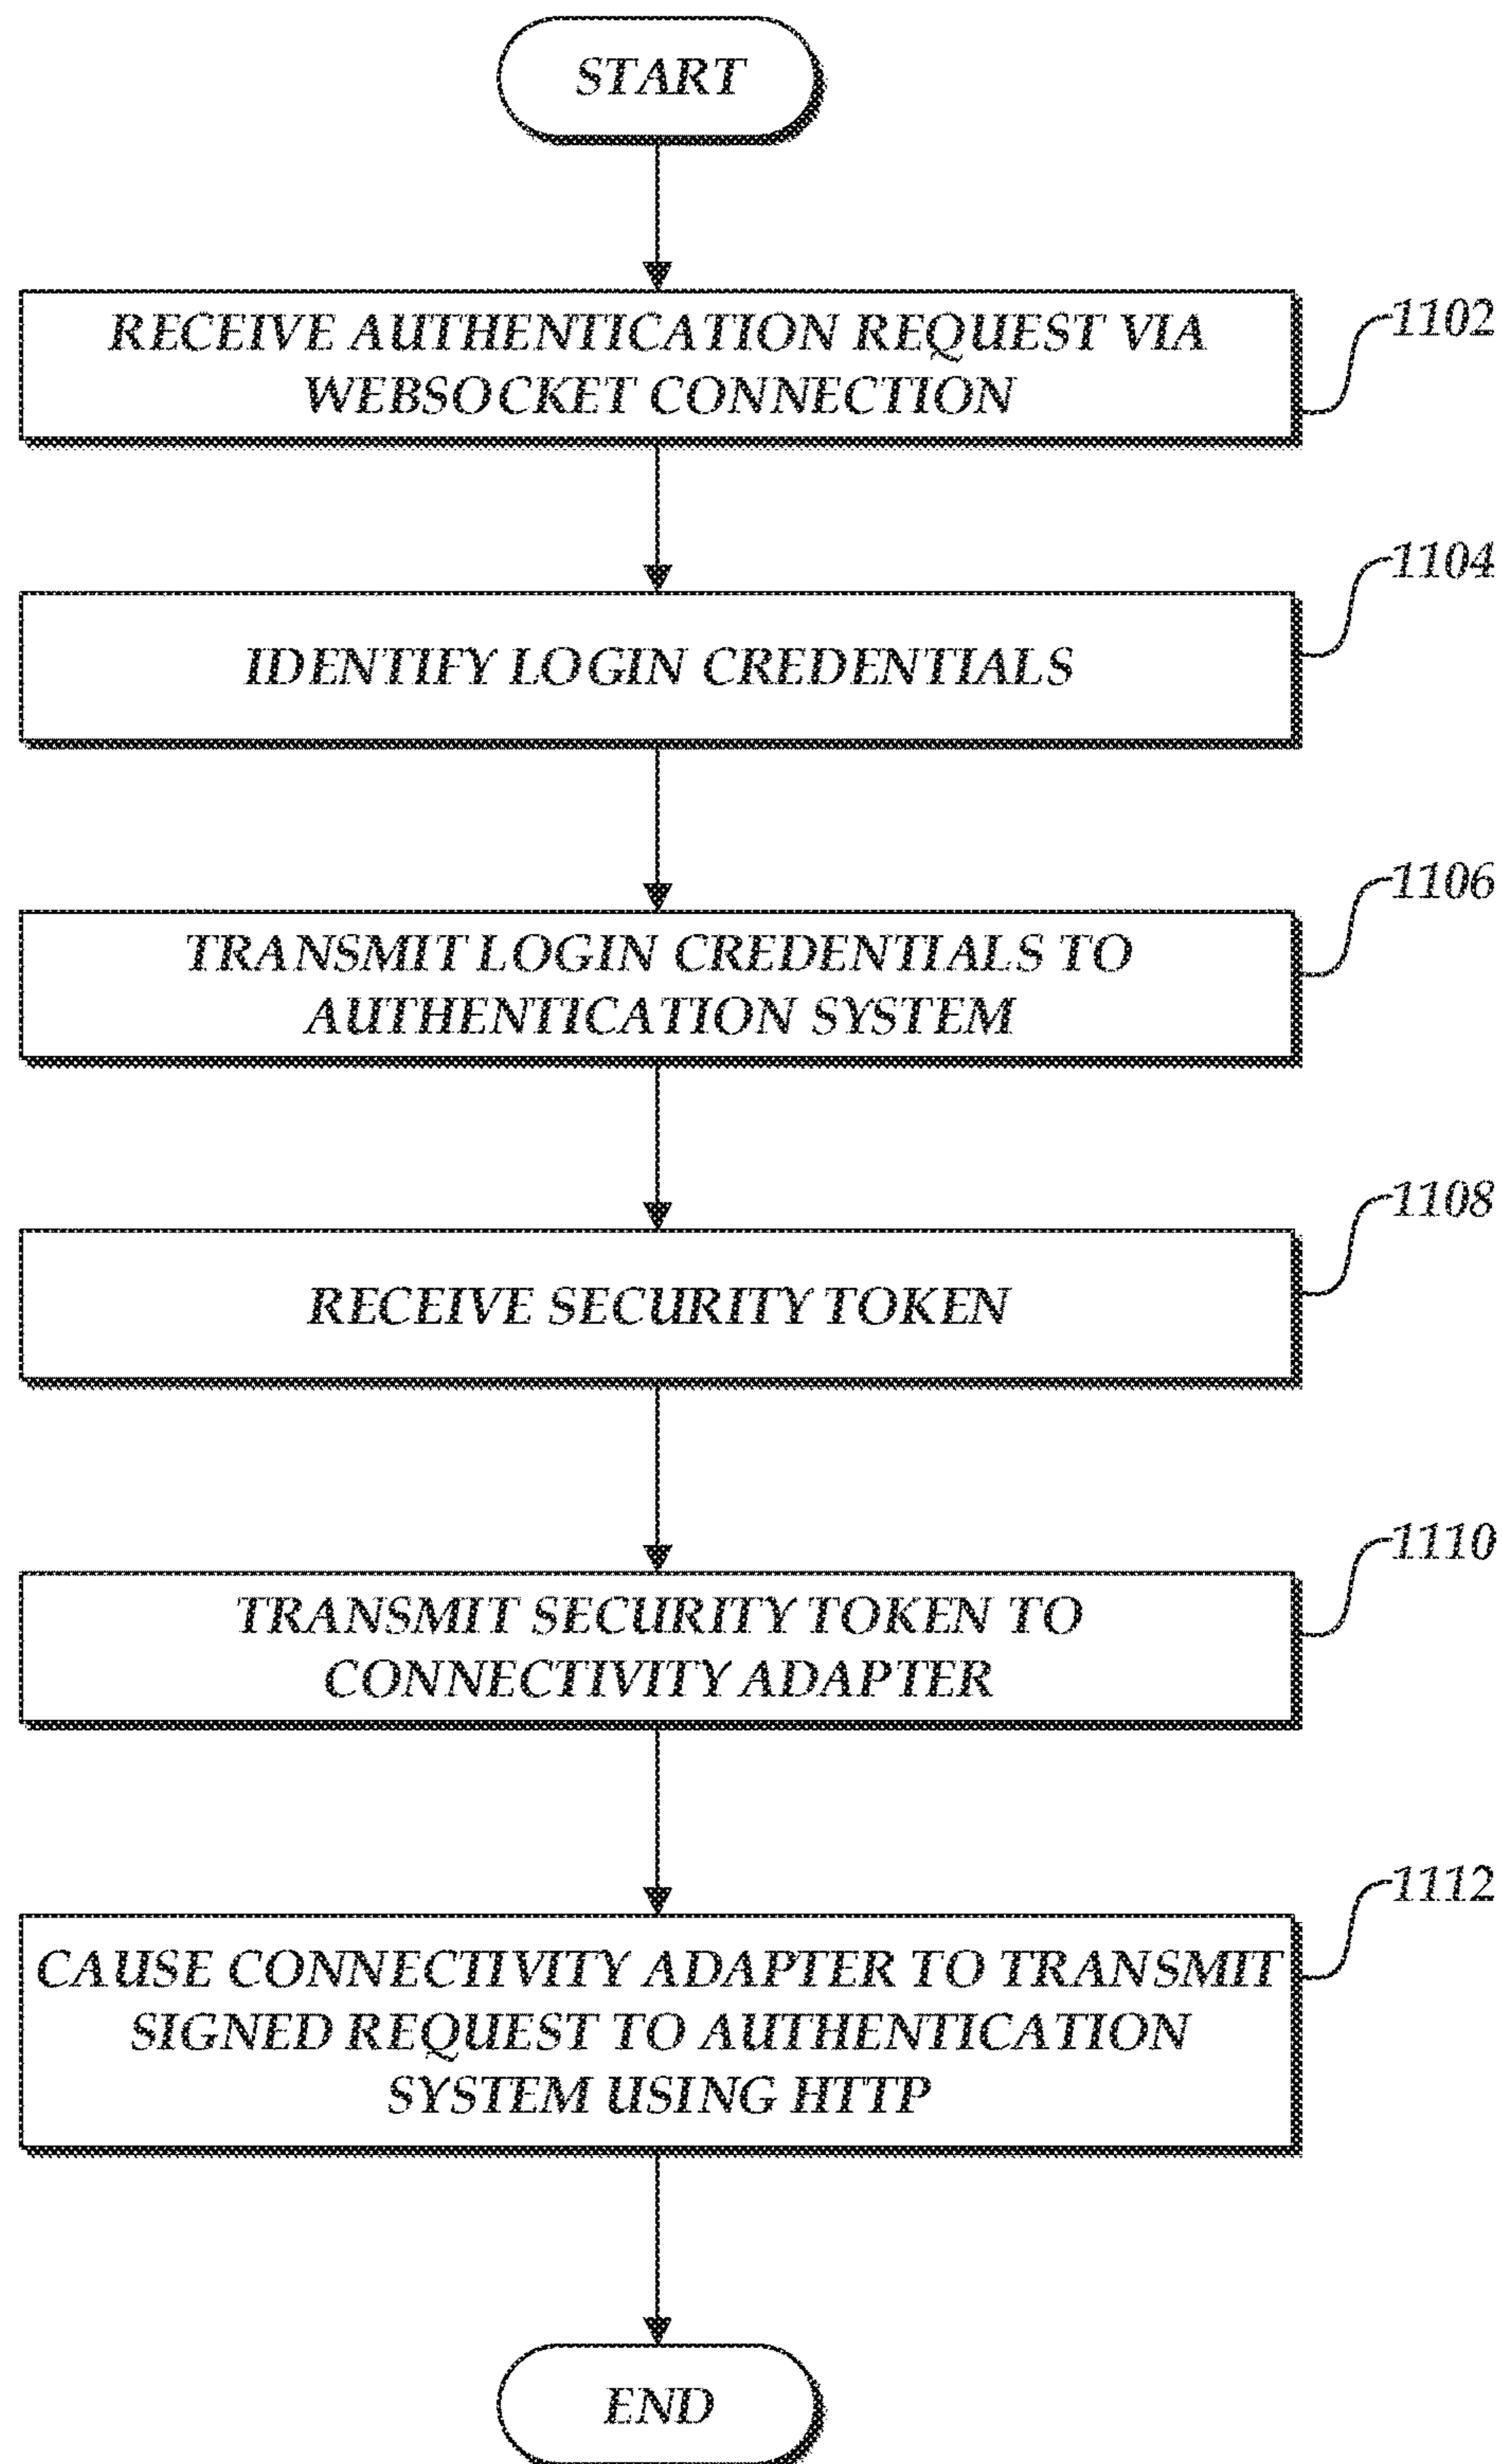 START
RECEIVE AUTHENTICATION REQUEST VIA
WEBSOCKET CONNECTION
1102
IDENTIFY LOGIN CREDENTIALS
1104
TRANSMIT LOGIN CREDENTIALS TO
AUTHENTICATION SYSTEM
1106
RECEIVE SECURITY TOKEN
1108
TRANSMIT SECURITY TOKEN TO
CONNECTIVITY ADAPTER
1110
CAUSE CONNECTIVITY ADAPTER TO TRANSMIT
SIGNED REQUEST TO AUTHENTICATION
SYSTEM USING HTTP
1112
END